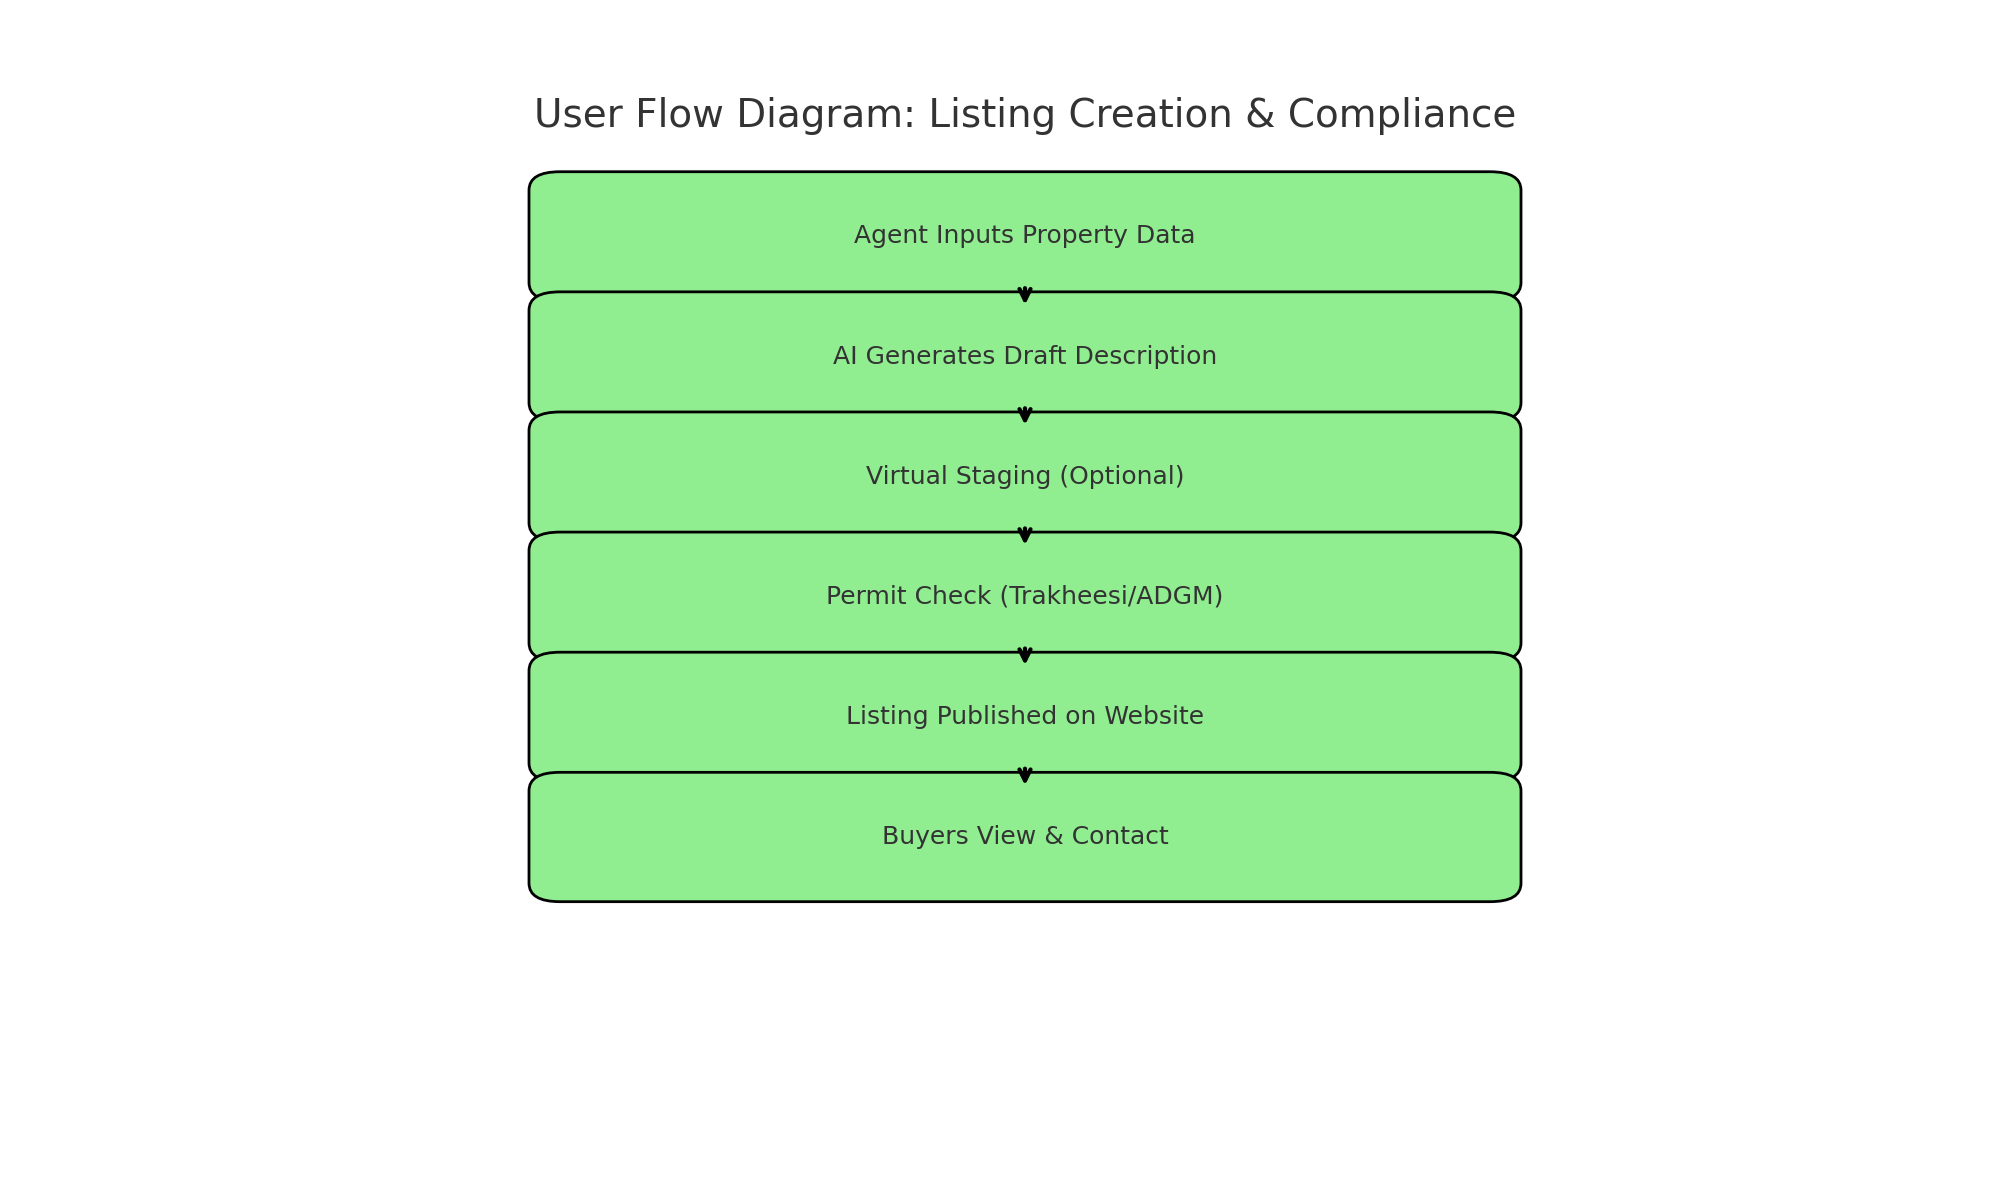 User Flow Diagram: Listing Creation & Compliance
Agent Inputs Property Data
AI Generates Draft Description
Virtual Staging (Optional)
Permit Check (Trakheesi/ADGM)
Listing Published on Website
Buyers View & Contact